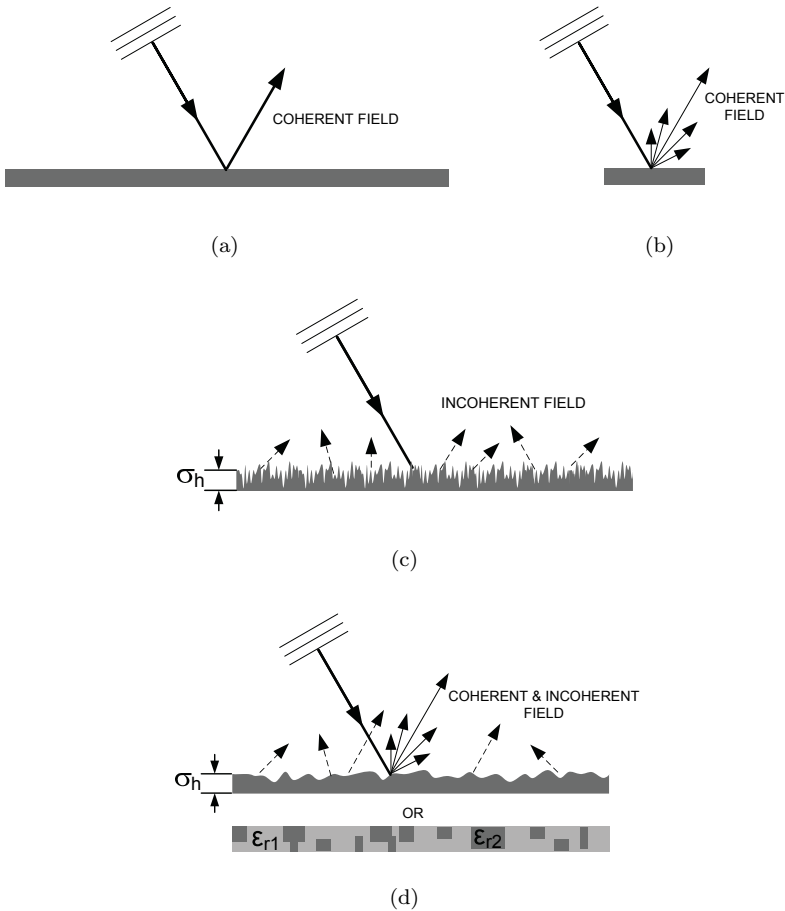 COHERENT FIELD
COHERENT
FIELD
(a)
(b)
INCOHERENT FIELD
σh
(c)
COHERENT & INCOHERENT
FIELD
σh
OR
εr1
εr2
(d)